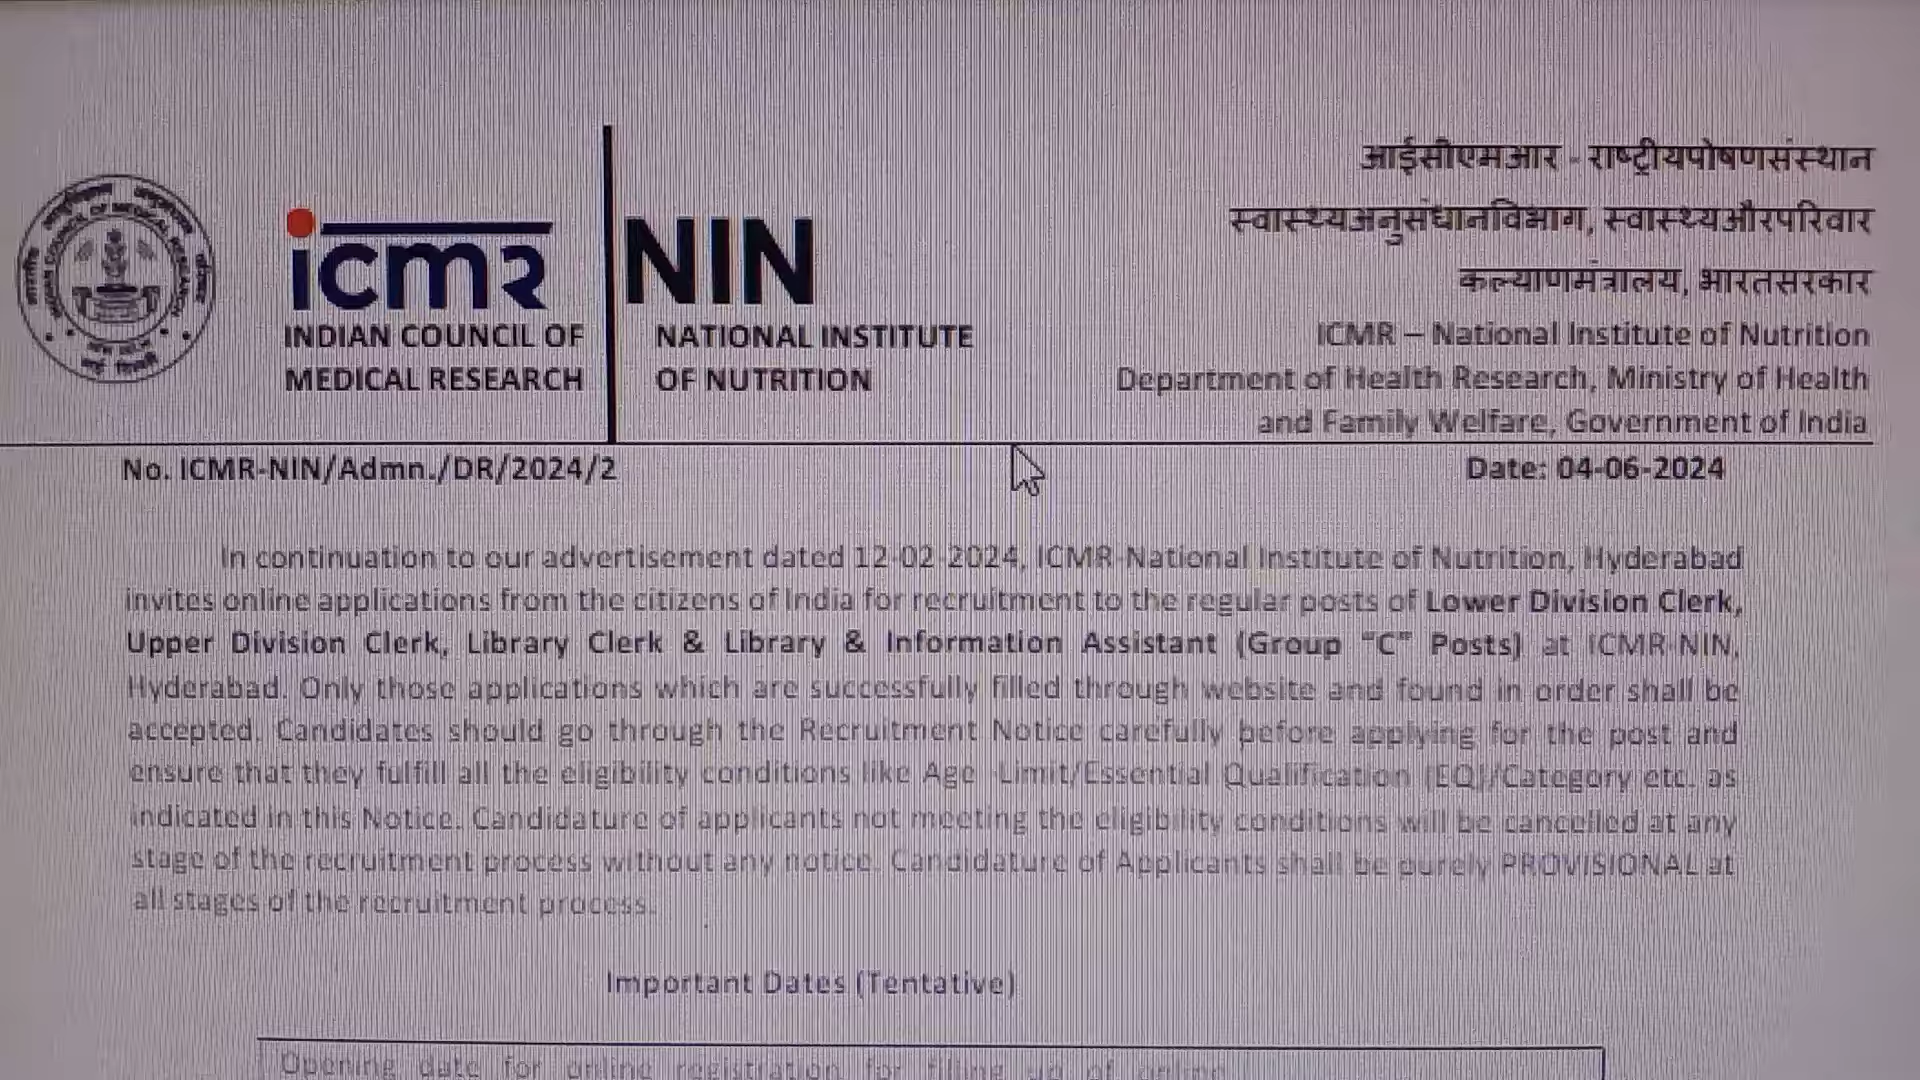 आईसीएमआर - राष्ट्रीयपोषणसंस्थान
स्वास्थ्यअनुसंधानविभाग, स्वास्थ्यऔरपरिवार
कल्याणमंत्रालय, भारतसरकार
ICMR – National Institute of Nutrition
Department of Health Research, Ministry of Health
and Family Welfare, Government of India
INDIAN COUNCIL OF MEDICAL RESEARCH
icmr
INDIAN COUNCIL OF
MEDICAL RESEARCH
NIN
NATIONAL INSTITUTE
OF NUTRITION
No. ICMR-NIN/Admn./DR/2024/2
Date: 04-06-2024
In continuation to our advertisement dated 12-02-2024, ICMR-National Institute of Nutrition, Hyderabad
invites online applications from the citizens of India for recruitment to the regular posts of Lower Division Clerk,
Upper Division Clerk, Library Clerk & Library & Information Assistant (Group "C" Posts) at ICMR-NIN,
Hyderabad. Only those applications which are successfully filled through website and found in order shall be
accepted. Candidates should go through the Recruitment Notice carefully before applying for the post and
ensure that they fulfill all the eligibility conditions like Age -Limit/Essential Qualification (EQ)/Category etc. as
indicated in this Notice. Candidature of applicants not meeting the eligibility conditions will be cancelled at any
stage of the recruitment process without any notice. Candidature of Applicants shall be purely PROVISIONAL at
all stages of the recruitment process.
Important Dates (Tentative)
Opening date for online registration for filling up of online